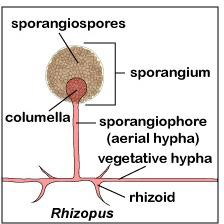 sporangiospores
sporangium
columella
sporangiophore
(aerial hypha)
vegetative hypha
rhizoid
Rhizopus